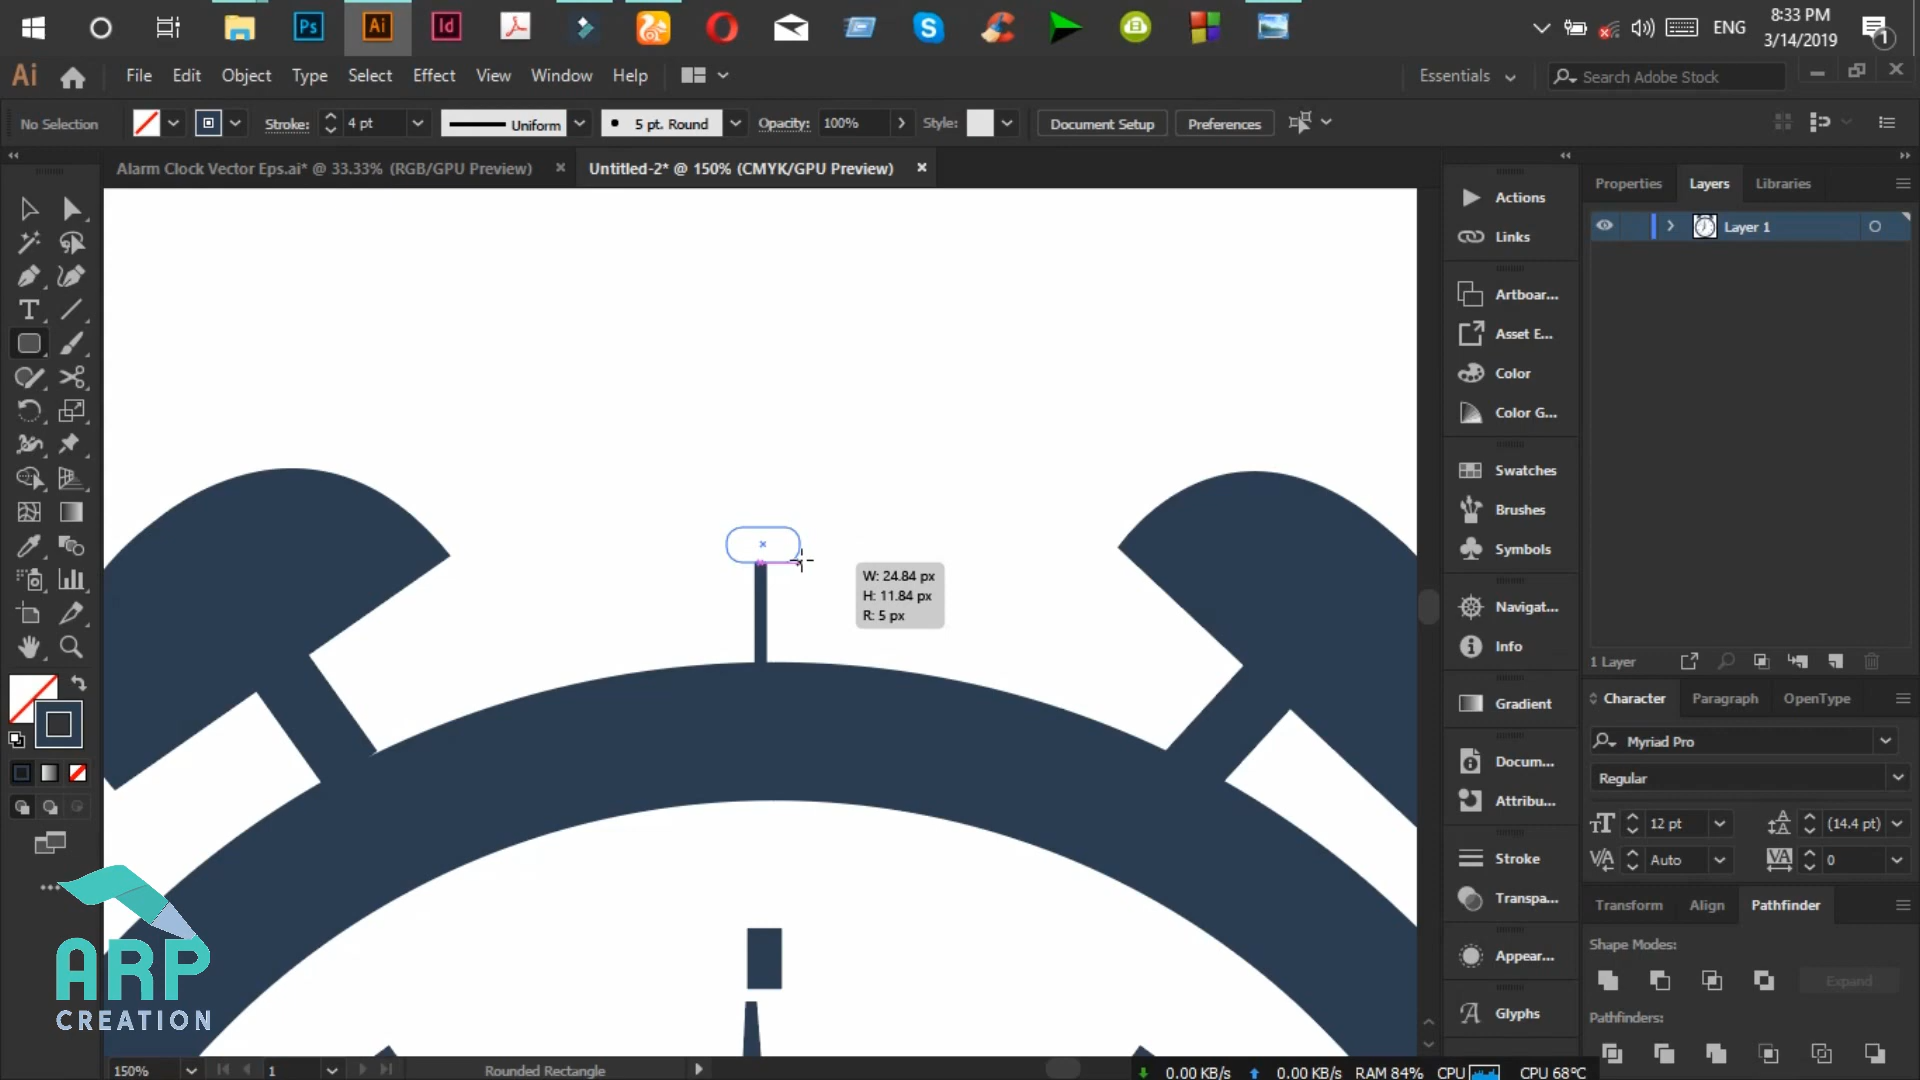 Ps
Ai
Id
ENG
8:33 PM
3/14/2019
1
Ai
File Edit Object Type Select Effect View Window Help
Essentials
Search Adobe Stock
No Selection
Stroke:
4 pt
Uniform
5 pt. Round
Opacity:
100%
Style:
Document Setup
Preferences
Alarm Clock Vector Eps.ai* @ 33.33% (RGB/GPU Preview)
Untitled-2* @ 150% (CMYK/GPU Preview)
Actions
Links
Artboar...
Asset E...
Color
Color G...
Swatches
Brushes
Symbols
Navigat...
Info
Gradient
Docum...
Attribu...
Stroke
Transpa...
Appear...
Glyphs
Properties Layers Libraries
Layer 1
1 Layer
Character Paragraph OpenType
Myriad Pro
Regular
12 pt
(14.4 pt)
Auto
0
Transform Align Pathfinder
Shape Modes:
Expand
Pathfinders:
W: 24.84 px
H: 11.84 px
R: 5 px
ARP
CREATION
150%
1
Rounded Rectangle
0.00 KB/s
0.00 KB/s
RAM 84%
CPU
CPU 68°C